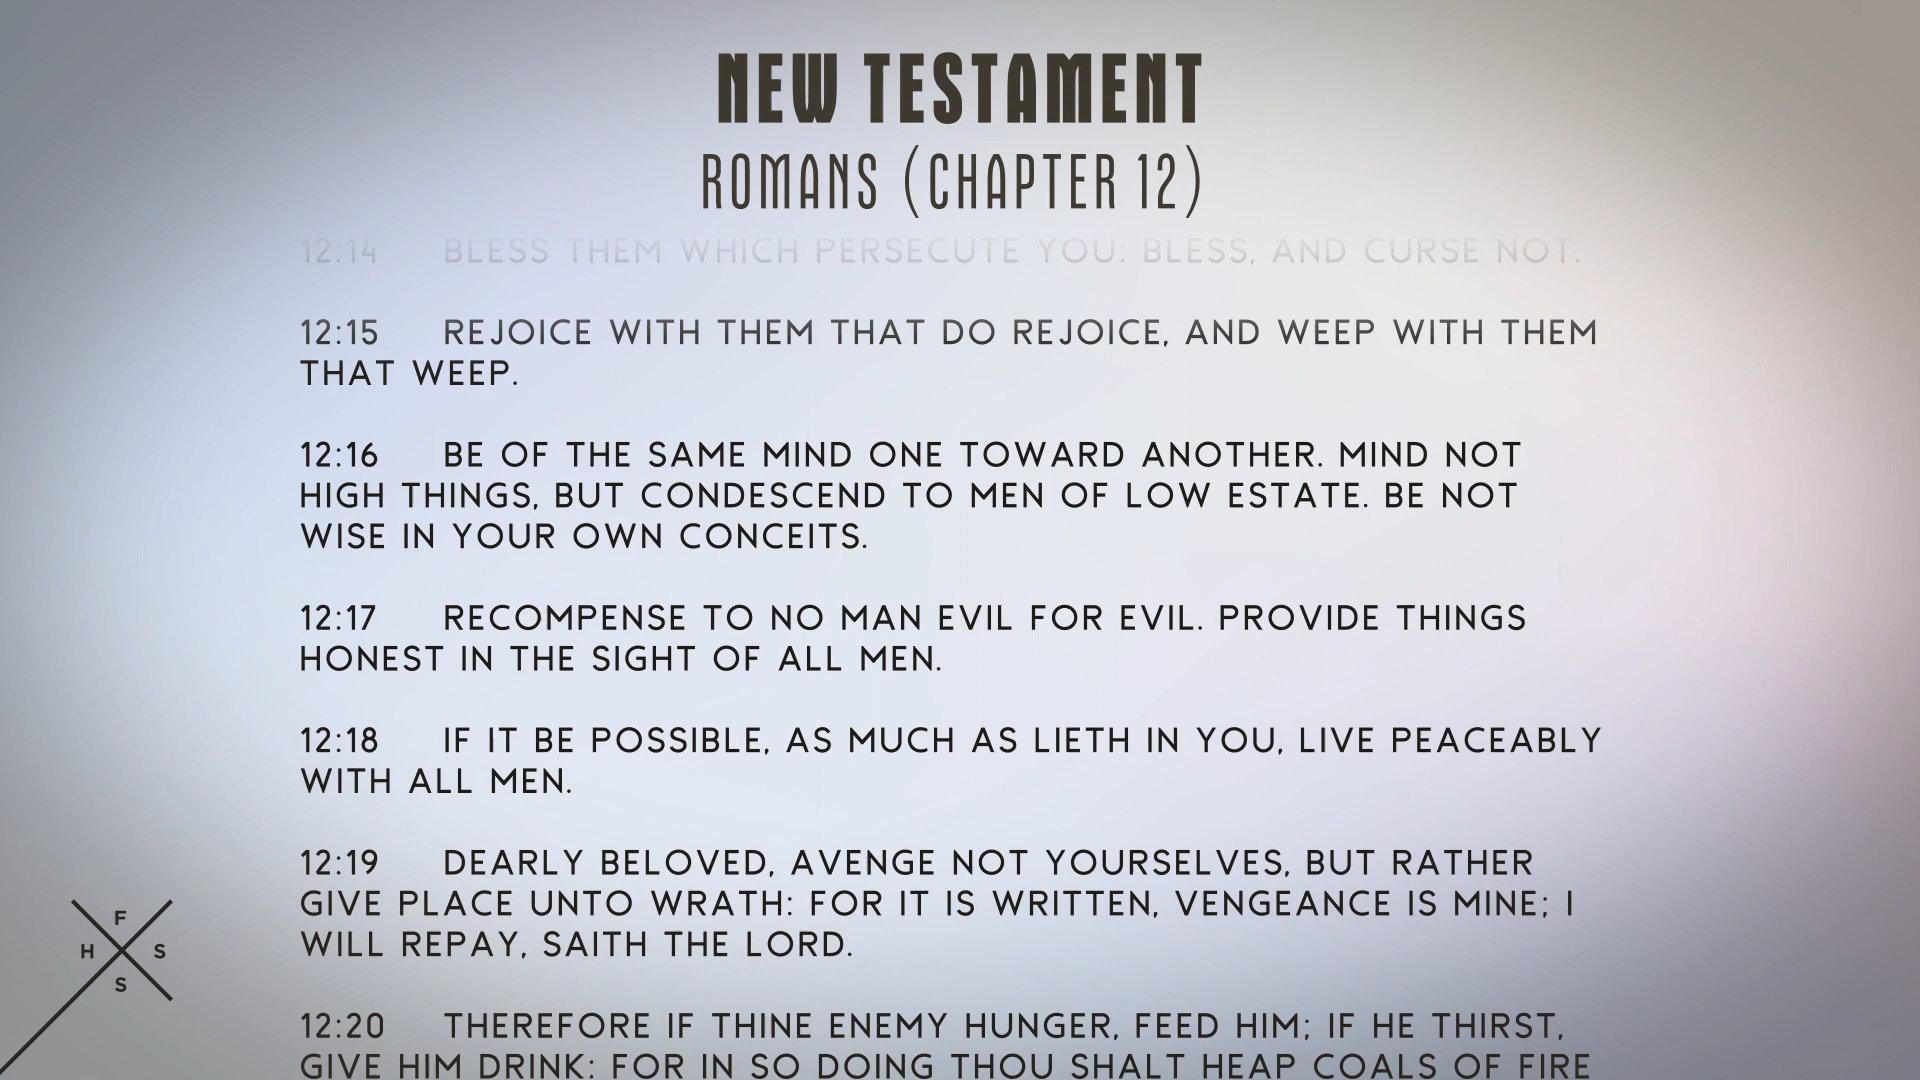 NEW TESTAMENT
ROMANS (CHAPTER 12)
12:14 BLESS THEM WHICH PERSECUTE YOU: BLESS, AND CURSE NOT.
12:15 REJOICE WITH THEM THAT DO REJOICE, AND WEEP WITH THEM
THAT WEEP.
12:16 BE OF THE SAME MIND ONE TOWARD ANOTHER. MIND NOT
HIGH THINGS, BUT CONDESCEND TO MEN OF LOW ESTATE. BE NOT
WISE IN YOUR OWN CONCEITS.
12:17 RECOMPENSE TO NO MAN EVIL FOR EVIL. PROVIDE THINGS
HONEST IN THE SIGHT OF ALL MEN.
12:18 IF IT BE POSSIBLE, AS MUCH AS LIETH IN YOU, LIVE PEACEABLY
WITH ALL MEN.
12:19 DEARLY BELOVED, AVENGE NOT YOURSELVES, BUT RATHER
GIVE PLACE UNTO WRATH: FOR IT IS WRITTEN, VENGEANCE IS MINE; I
WILL REPAY, SAITH THE LORD.
12:20 THEREFORE IF THINE ENEMY HUNGER, FEED HIM; IF HE THIRST,
GIVE HIM DRINK: FOR IN SO DOING THOU SHALT HEAP COALS OF FIRE
F
H S
S